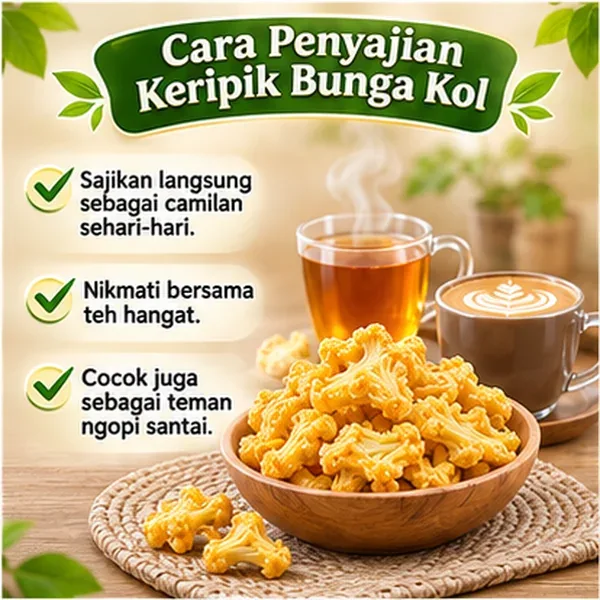 Cara Penyajian
Keripik Bunga Kol
Sajikan langsung
sebagai camilan
sehari-hari.
Nikmati bersama
teh hangat.
Cocok juga
sebagai teman
ngopi santai.